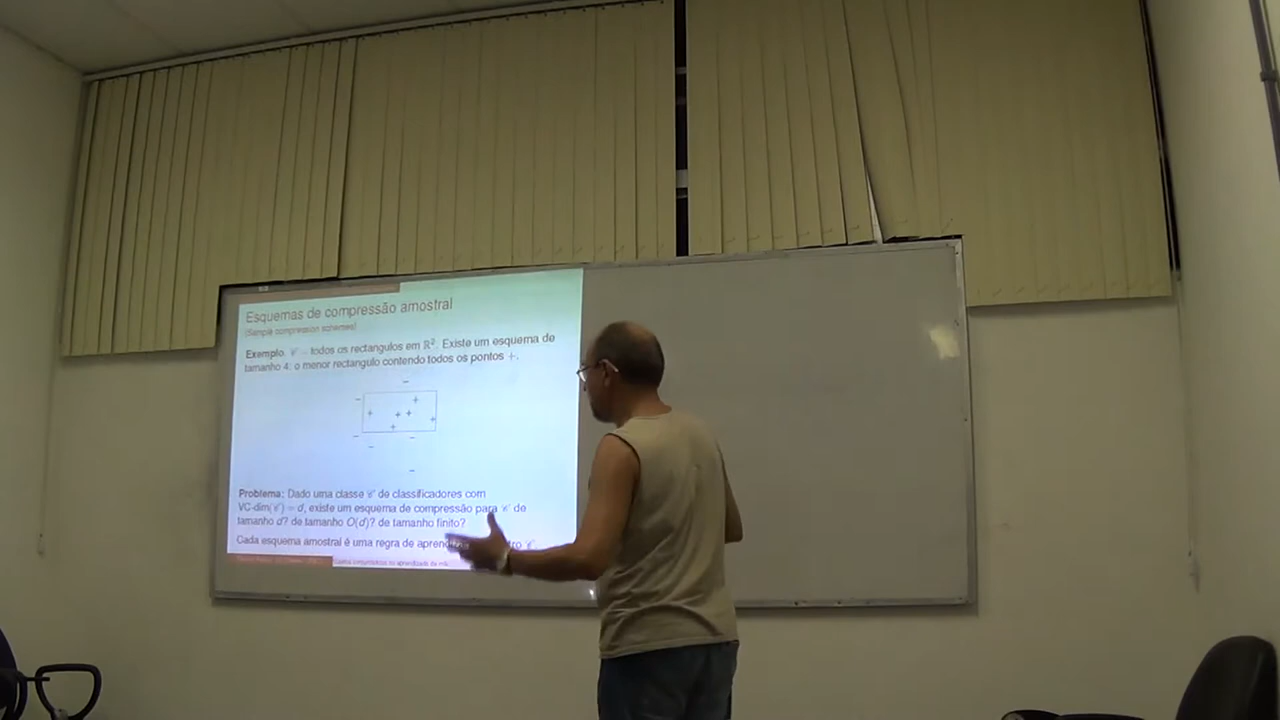 Esquemas de compressão amostral
(Sample compression schemes)
Exemplo. 𝒞 = todos os rectangulos em ℝ². Existe um esquema de
tamanho 4: o menor rectangulo contendo todos os pontos +.
Problema: Dado uma classe 𝒞 de classificadores com
VC-dim(𝒞) = d, existe um esquema de compressão para 𝒞 de
tamanho d? de tamanho O(d)? de tamanho finito?
Cada esquema amostral é uma regra de 𝒞.